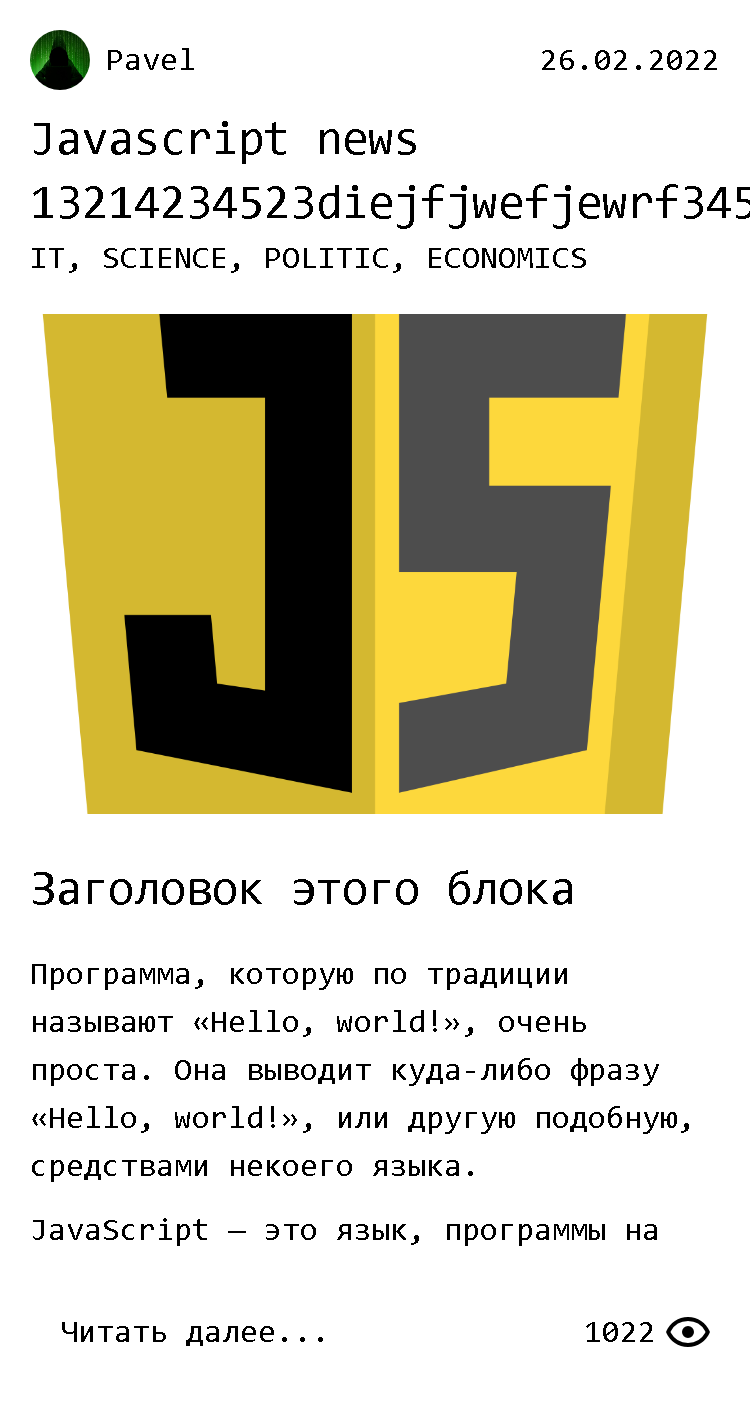 Pavel 26.02.2022
Javascript news
13214234523diejfjwefjewrf345
IT, SCIENCE, POLITIC, ECONOMICS
JS
Заголовок этого блока
Программа, которую по традиции
называют «Hello, world!», очень
проста. Она выводит куда-либо фразу
«Hello, world!», или другую подобную,
средствами некоего языка.
JavaScript — это язык, программы на
Читать далее... 1022